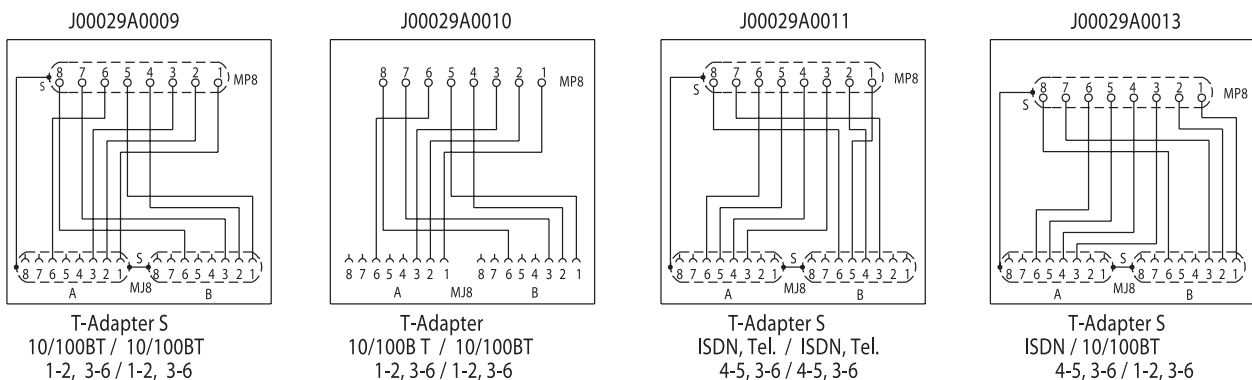 J00029A0009
8 7 6 5 4 3 2 1
S
MP8
8 7 6 5 4 3 2 1
S
8 7 6 5 4 3 2 1
A
MJ8
B
T-Adapter S
10/100BT / 10/100BT
1-2, 3-6 / 1-2, 3-6
J00029A0010
8 7 6 5 4 3 2 1
MP8
8 7 6 5 4 3 2 1
8 7 6 5 4 3 2 1
A
MJ8
B
T-Adapter
10/100B T / 10/100BT
1-2, 3-6 / 1-2, 3-6
J00029A0011
8 7 6 5 4 3 2 1
S
MP8
8 7 6 5 4 3 2 1
S
8 7 6 5 4 3 2 1
A
MJ8
B
T-Adapter S
ISDN, Tel. / ISDN, Tel.
4-5, 3-6 / 4-5, 3-6
J00029A0013
8 7 6 5 4 3 2 1
S
MP8
8 7 6 5 4 3 2 1
S
8 7 6 5 4 3 2 1
A
MJ8
B
T-Adapter S
ISDN / 10/100BT
4-5, 3-6 / 1-2, 3-6